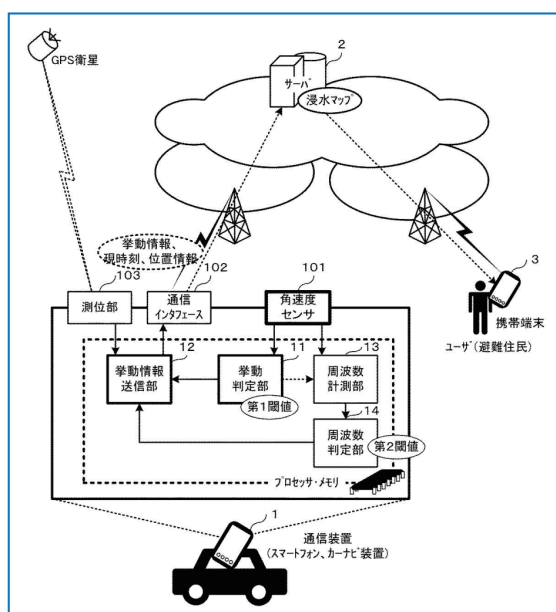 GPS衛星
2
サーバ
浸水マップ
挙動情報、
現時刻、位置情報
103
102
101
3
測位部
通信
インタフェース
角速度
センサ
携帯端末
ユーザ(避難住民)
12
11
13
挙動情報
送信部
挙動
判定部
周波数
計測部
第1閾値
14
周波数
判定部
第2閾値
プロセッサ・メモリ
1
通信装置
(スマートフォン、カーナビ装置)